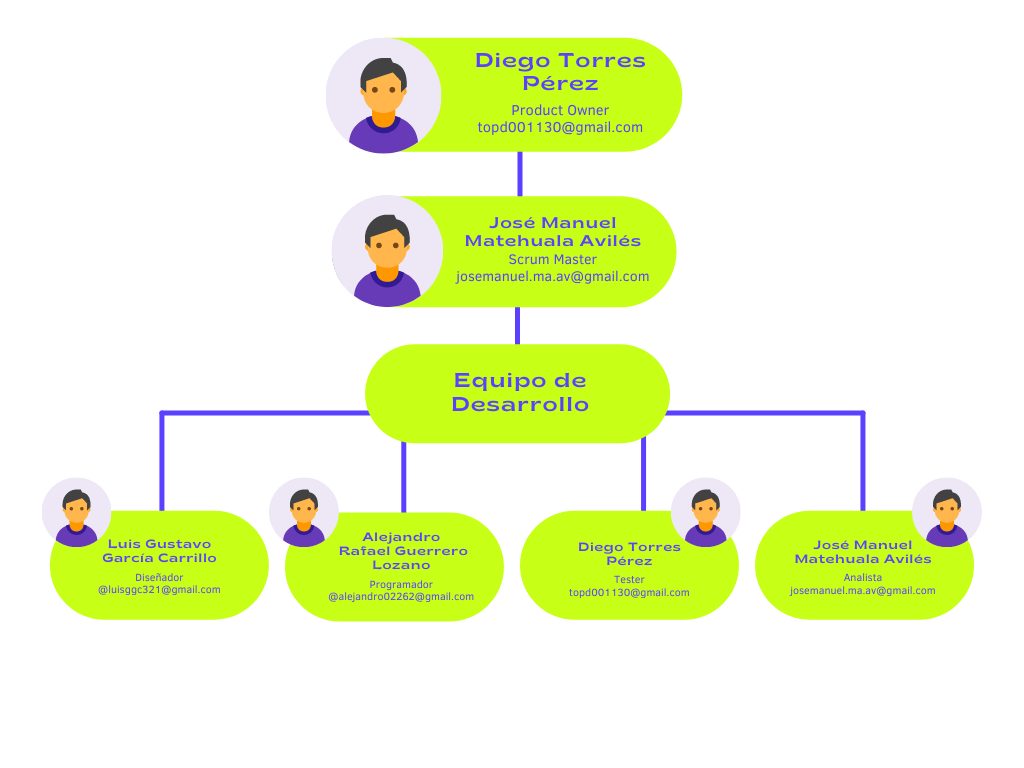 Diego Torres
Pérez
Product Owner
topd001130@gmail.com
José Manuel
Matehuala Avilés
Scrum Master
josemanuel.ma.av@gmail.com
Equipo de
Desarrollo
Luis Gustavo
García Carrillo
Diseñador
@luisggc321@gmail.com
Alejandro
Rafael Guerrero
Lozano
Programador
@alejandro02262@gmail.com
Diego Torres
Pérez
Tester
topd001130@gmail.com
José Manuel
Matehuala Avilés
Analista
josemanuel.ma.av@gmail.com